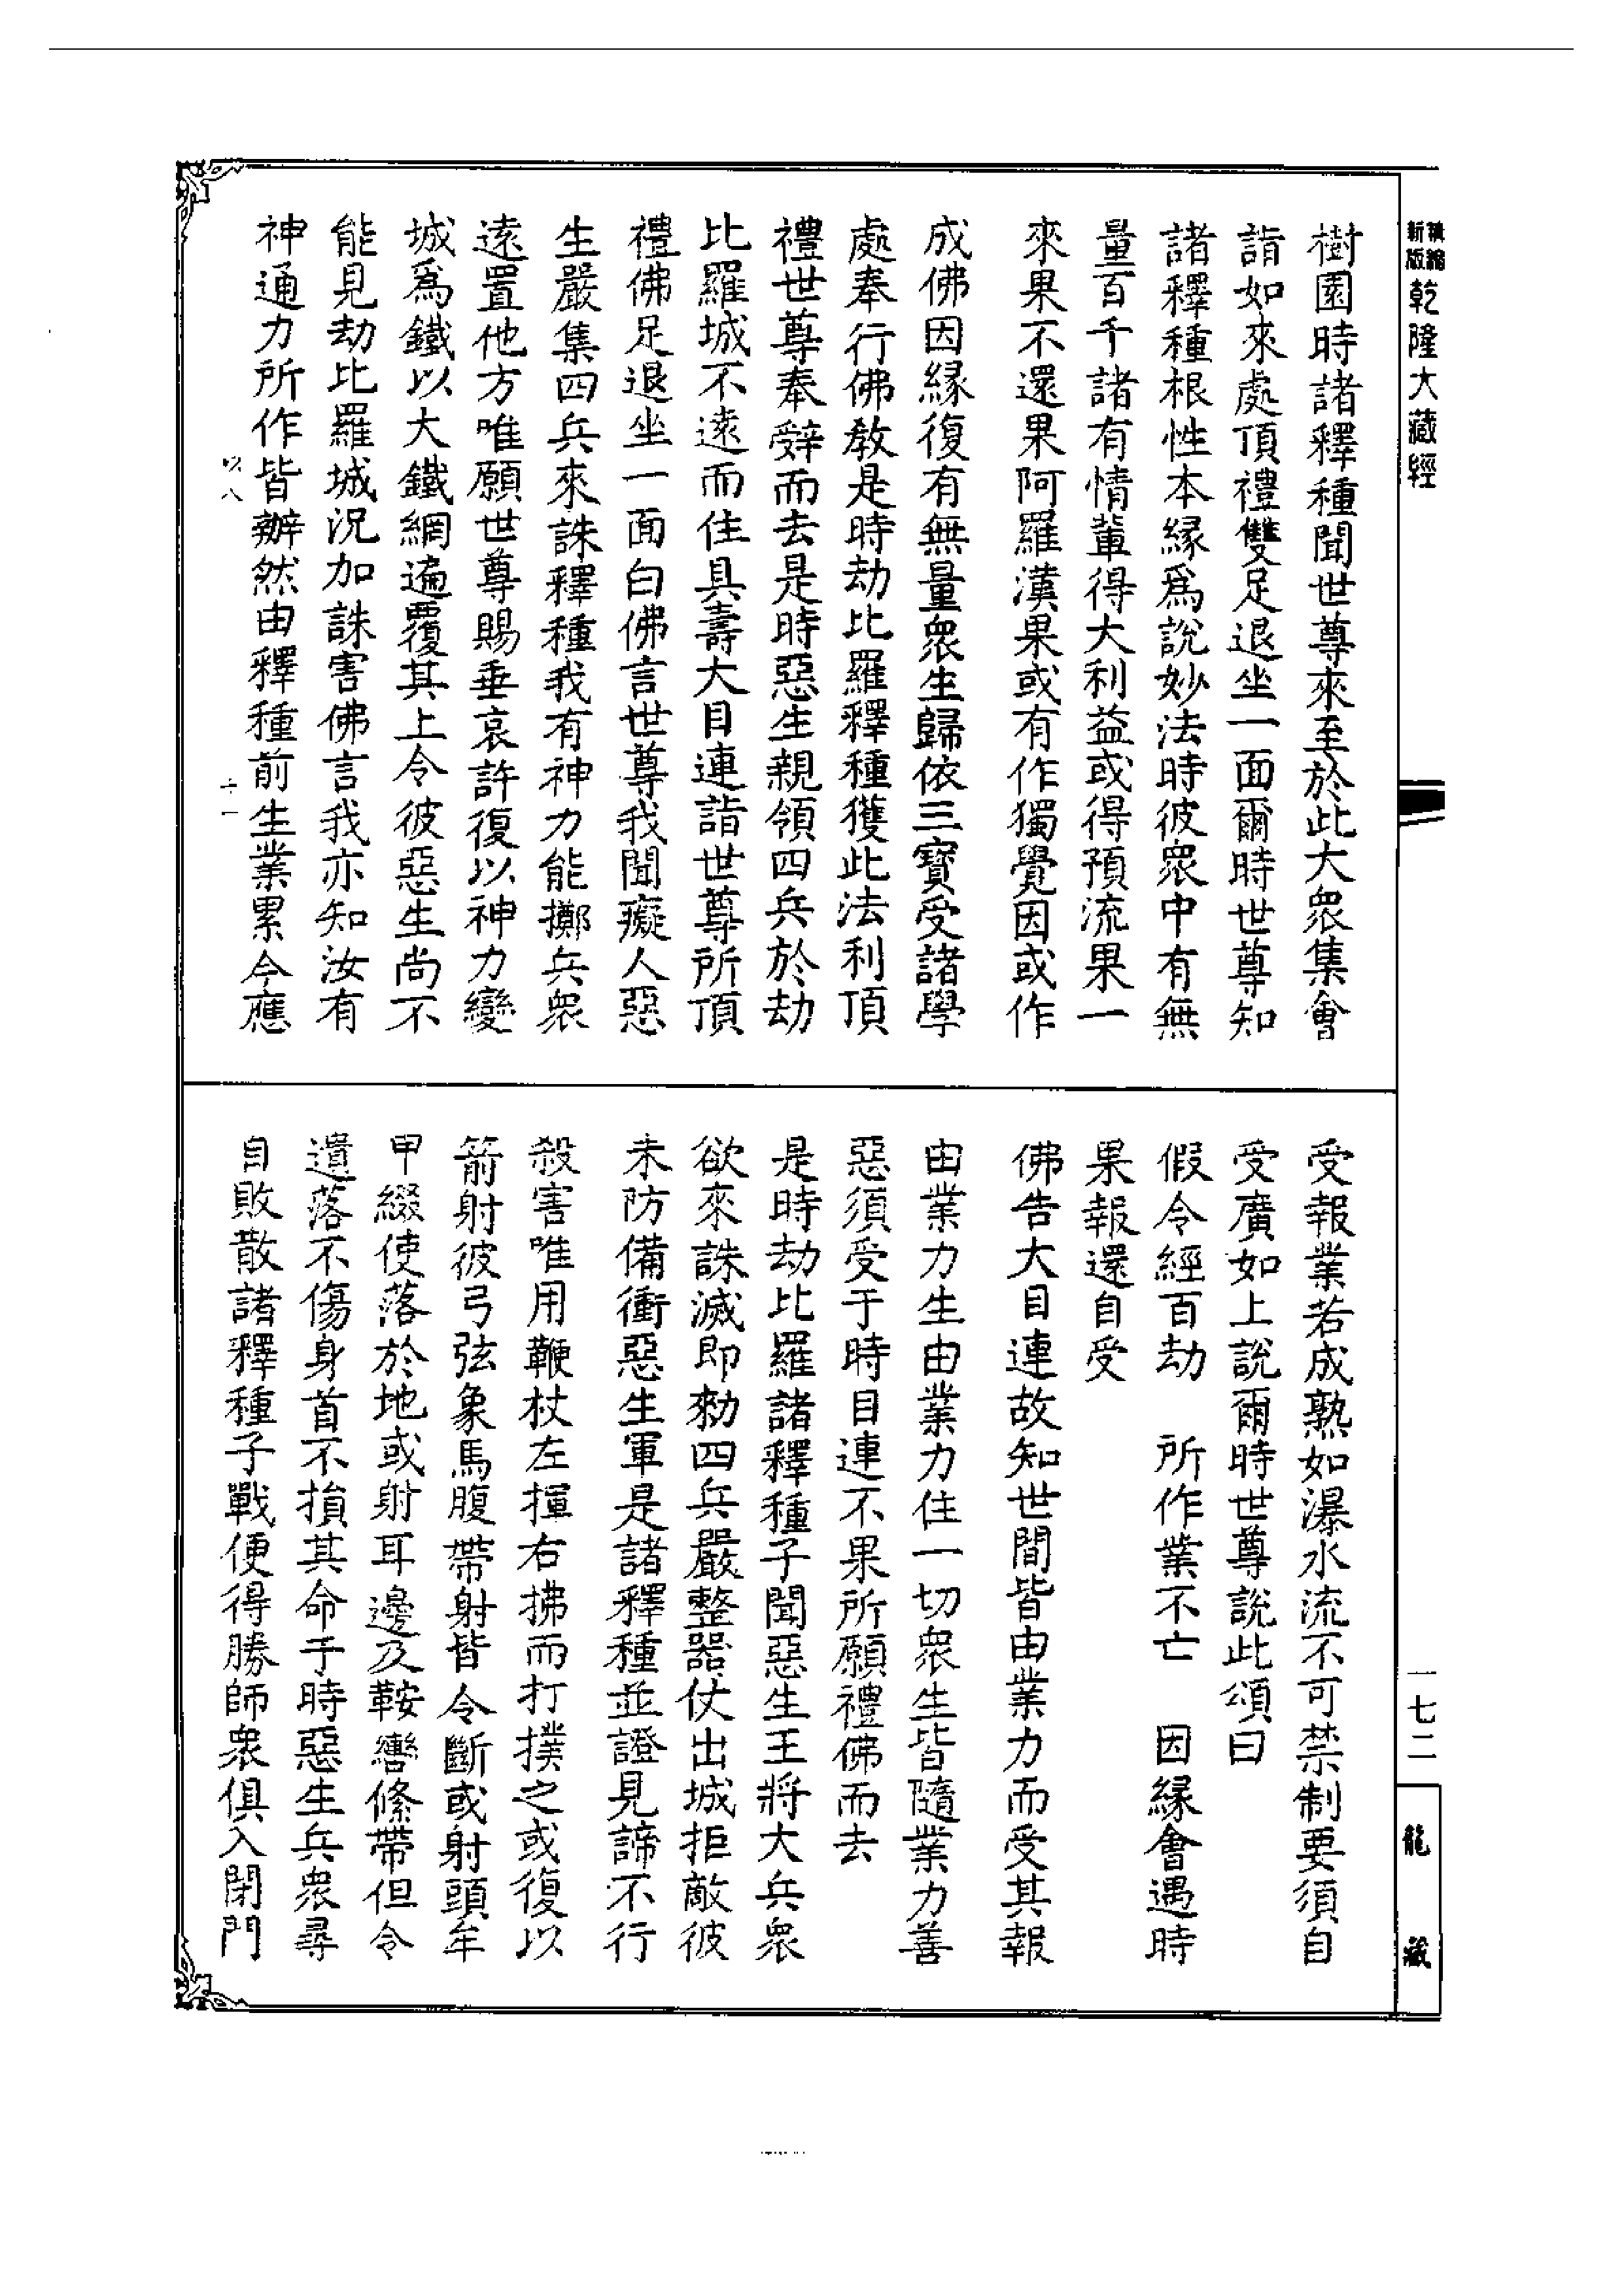 新版乾隆大藏經
樹園時諸釋種聞世尊來至於此大眾集會
詣如來處頂禮雙足退坐一面爾時世尊知
諸釋種根性本緣爲說妙法時彼眾中有無
量百千諸有情輩得大利益或得預流果一
來果不還果阿羅漢果或有作獨覺因或作
成佛因緣復有無量眾生歸依三寶受諸學
處奉行佛教是時劫比羅釋種獲此法利頂
禮世尊奉辤而去是時惡生親領四兵於劫
比羅城不遠而住具壽大目連詣世尊所頂
禮佛足退坐一面白佛言世尊我聞癡人惡
生嚴集四兵來誅釋種我有神力能擲兵眾
遠置他方唯願世尊賜垂哀許復以神力變
城爲鐵以大鐵網遍覆其上令彼惡生尚不
能見劫比羅城況加誅害佛言我亦知汝有
神通力所作皆辦然由釋種前生業累今應
受報業若成熟如瀑水流不可禁制要須自
受廣如上說爾時世尊說此頌曰
假令經百劫　所作業不亡　因緣會遇時
果報還自受
佛告大目連故知世間皆由業力而受其報
由業力生由業力住一切眾生皆隨業力善
惡須受于時目連不果所願禮佛而去
是時劫比羅諸釋種子聞惡生王將大兵眾
欲來誅滅即勑四兵嚴整器仗出城拒敵彼
未防備衝惡生軍是諸釋種並證見諦不行
殺害唯用鞭杖左揮右拂而打撲之或復以
箭射彼弓弦象馬腹帶射皆令斷或射頭牟
甲綴使落於地或射耳邊及鞍轡絛帶但令
遺落不傷身首不損其命于時惡生兵眾尋
自敗散諸釋種子戰便得勝師眾俱入閉門
一七二
龍藏